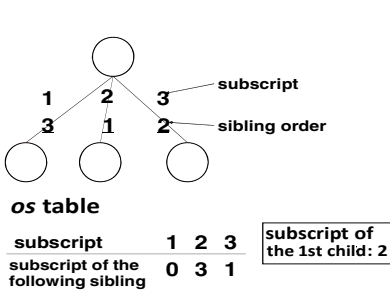 1 2 3 subscript
3 1 2 sibling order
os table
subscript 1 2 3
subscript of the following sibling 0 3 1
subscript of
the 1st child: 2